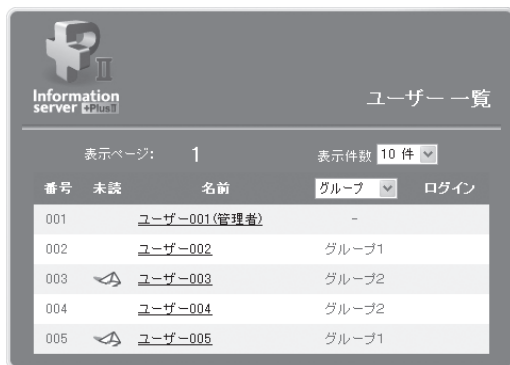 PII
Information
server +PlusII
ユーザー 一覧
表示ページ: 1 表示件数 10 件
番号 未読 名前 グループ ログイン
001 ユーザー001(管理者) -
002 ユーザー002 グループ1
003 ユーザー003 グループ2
004 ユーザー004 グループ2
005 ユーザー005 グループ1